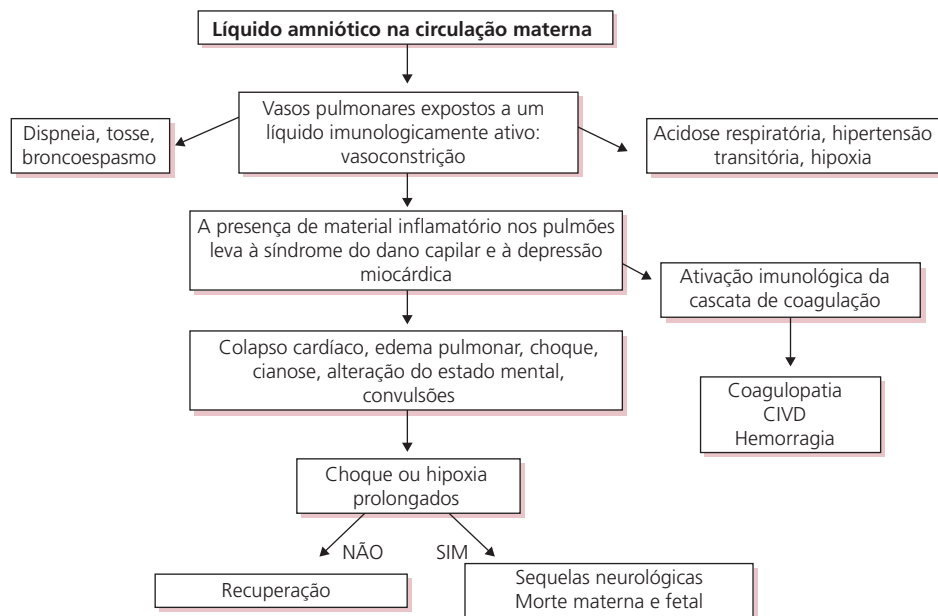 Líquido amniótico na circulação materna
Vasos pulmonares expostos a um
líquido imunologicamente ativo:
vasoconstrição
Dispneia, tosse,
broncoespasmo
Acidose respiratória, hipertensão
transitória, hipoxia
A presença de material inflamatório nos pulmões
leva à síndrome do dano capilar e à depressão
miocárdica
Ativação imunológica da
cascata de coagulação
Colapso cardíaco, edema pulmonar, choque,
cianose, alteração do estado mental,
convulsões
Coagulopatia
CIVD
Hemorragia
Choque ou hipoxia
prolongados
NÃO
SIM
Recuperação
Sequelas neurológicas
Morte materna e fetal